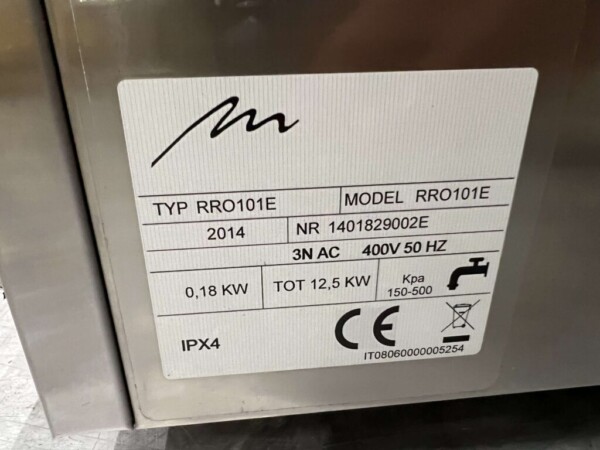 TYP RRO101E MODEL RRO101E
2014 NR 1401829002E
3N AC 400V 50 HZ
0,18 KW TOT 12,5 KW Kpa
150-500
IPX4 CE
IT08060000005254